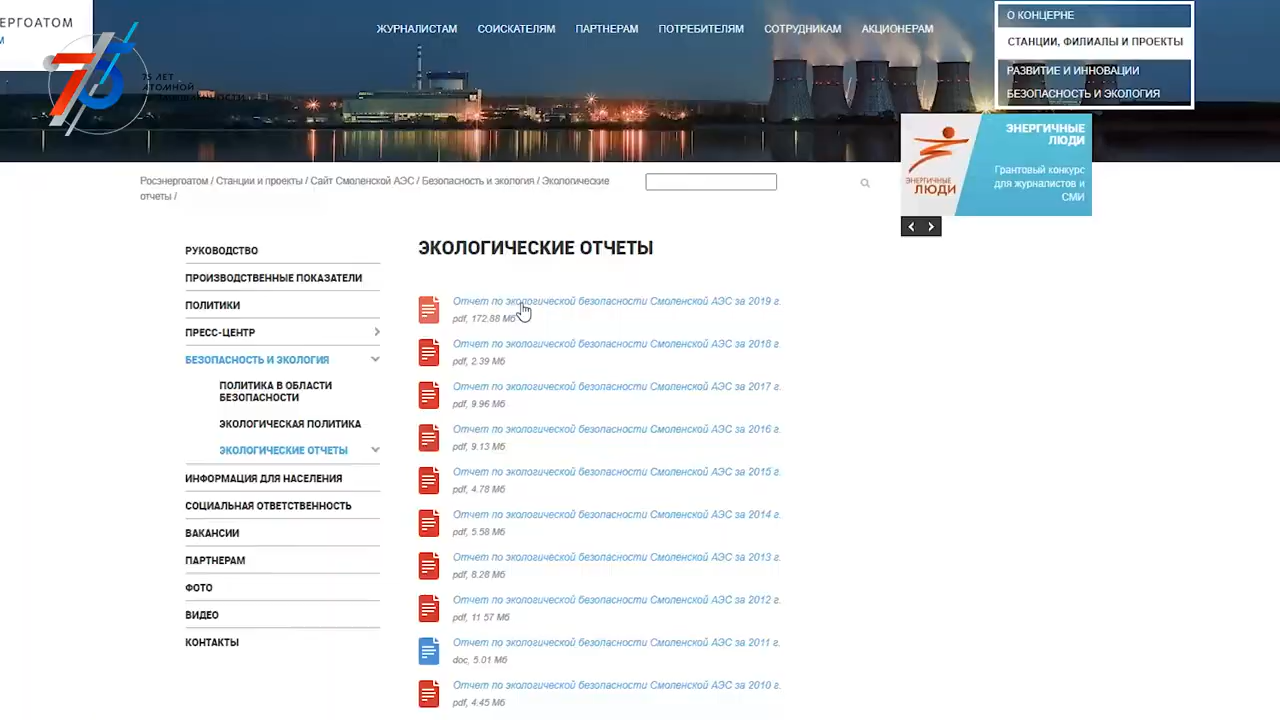 НЕРГОАТОМ
ЖУРНАЛИСТАМ СОИСКАТЕЛЯМ ПАРТНЕРАМ ПОТРЕБИТЕЛЯМ СОТРУДНИКАМ АКЦИОНЕРАМ
О КОНЦЕРНЕ
СТАНЦИИ, ФИЛИАЛЫ И ПРОЕКТЫ
РАЗВИТИЕ И ИННОВАЦИИ
БЕЗОПАСНОСТЬ И ЭКОЛОГИЯ
75
75 ЛЕТ
АТОМНОЙ
ПРОМЫШЛЕННОСТИ
ЭНЕРГИЧНЫЕ
ЛЮДИ
ЭНЕРГИЧНЫЕ
ЛЮДИ
Грантовый конкурс
для журналистов и
СМИ
Росэнергоатом / Станции и проекты / Сайт Смоленской АЭС / Безопасность и экология / Экологические
отчеты /
РУКОВОДСТВО
ПРОИЗВОДСТВЕННЫЕ ПОКАЗАТЕЛИ
ПОЛИТИКИ
ПРЕСС-ЦЕНТР
БЕЗОПАСНОСТЬ И ЭКОЛОГИЯ
ПОЛИТИКА В ОБЛАСТИ
БЕЗОПАСНОСТИ
ЭКОЛОГИЧЕСКАЯ ПОЛИТИКА
ЭКОЛОГИЧЕСКИЕ ОТЧЕТЫ
ИНФОРМАЦИЯ ДЛЯ НАСЕЛЕНИЯ
СОЦИАЛЬНАЯ ОТВЕТСТВЕННОСТЬ
ВАКАНСИИ
ПАРТНЕРАМ
ФОТО
ВИДЕО
КОНТАКТЫ
ЭКОЛОГИЧЕСКИЕ ОТЧЕТЫ
Отчет по экологической безопасности Смоленской АЭС за 2019 г.
pdf, 172.88 Мб
Отчет по экологической безопасности Смоленской АЭС за 2018 г.
pdf, 2.39 Мб
Отчет по экологической безопасности Смоленской АЭС за 2017 г.
pdf, 9.96 Мб
Отчет по экологической безопасности Смоленской АЭС за 2016 г.
pdf, 9.13 Мб
Отчет по экологической безопасности Смоленской АЭС за 2015 г.
pdf, 4.78 Мб
Отчет по экологической безопасности Смоленской АЭС за 2014 г.
pdf, 5.58 Мб
Отчет по экологической безопасности Смоленской АЭС за 2013 г.
pdf, 8.28 Мб
Отчет по экологической безопасности Смоленской АЭС за 2012 г.
pdf, 11.57 Мб
Отчет по экологической безопасности Смоленской АЭС за 2011 г.
doc, 5.01 Мб
Отчет по экологической безопасности Смоленской АЭС за 2010 г.
pdf, 4.45 Мб